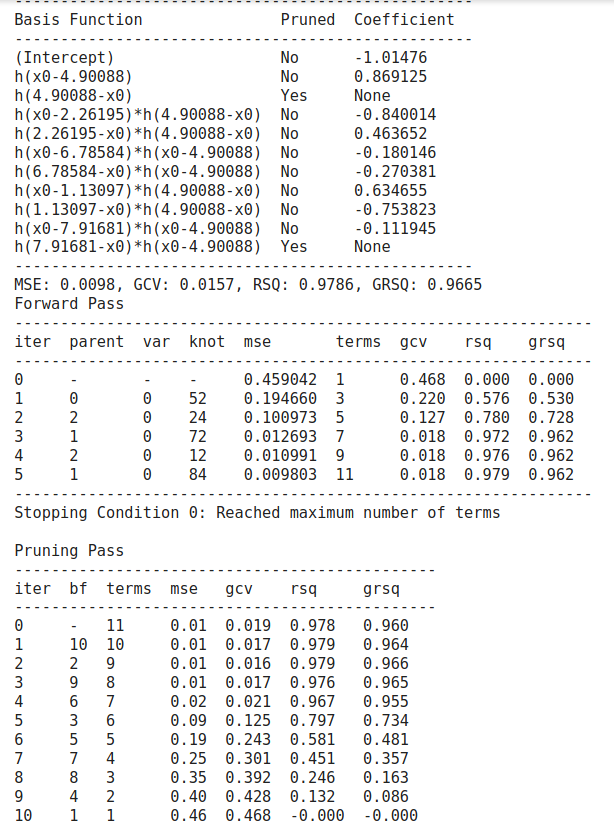 --------------------------------------------------
Basis Function                Pruned  Coefficient
--------------------------------------------------
(Intercept)                   No      -1.01476
h(x0-4.90088)                 No      0.869125
h(4.90088-x0)                 Yes     None
h(x0-2.26195)*h(4.90088-x0)  No      -0.840014
h(2.26195-x0)*h(4.90088-x0)  No      0.463652
h(x0-6.78584)*h(x0-4.90088)  No      -0.180146
h(6.78584-x0)*h(x0-4.90088)  No      -0.270381
h(x0-1.13097)*h(4.90088-x0)  No      0.634655
h(1.13097-x0)*h(4.90088-x0)  No      -0.753823
h(x0-7.91681)*h(x0-4.90088)  No      -0.111945
h(7.91681-x0)*h(x0-4.90088)  Yes     None
--------------------------------------------------
MSE: 0.0098, GCV: 0.0157, RSQ: 0.9786, GRSQ: 0.9665
Forward Pass
---------------------------------------------------------------
iter  parent  var  knot  mse       terms  gcv    rsq    grsq
---------------------------------------------------------------
0     -       -    -     0.459042  1      0.468  0.000  0.000
1     0       0    52    0.194660  3      0.220  0.576  0.530
2     2       0    24    0.100973  5      0.127  0.780  0.728
3     1       0    72    0.012693  7      0.018  0.972  0.962
4     2       0    12    0.010991  9      0.018  0.976  0.962
5     1       0    84    0.009803  11     0.018  0.979  0.962
---------------------------------------------------------------
Stopping Condition 0: Reached maximum number of terms
Pruning Pass
----------------------------------------------
iter  bf  terms  mse   gcv    rsq     grsq
----------------------------------------------
0     -   11     0.01  0.019  0.978   0.960
1     10  10     0.01  0.017  0.979   0.964
2     2   9      0.01  0.016  0.979   0.966
3     9   8      0.01  0.017  0.976   0.965
4     6   7      0.02  0.021  0.967   0.955
5     3   6      0.09  0.125  0.797   0.734
6     5   5      0.19  0.243  0.581   0.481
7     7   4      0.25  0.301  0.451   0.357
8     8   3      0.35  0.392  0.246   0.163
9     4   2      0.40  0.428  0.132   0.086
10    1   1      0.46  0.468  -0.000  -0.000